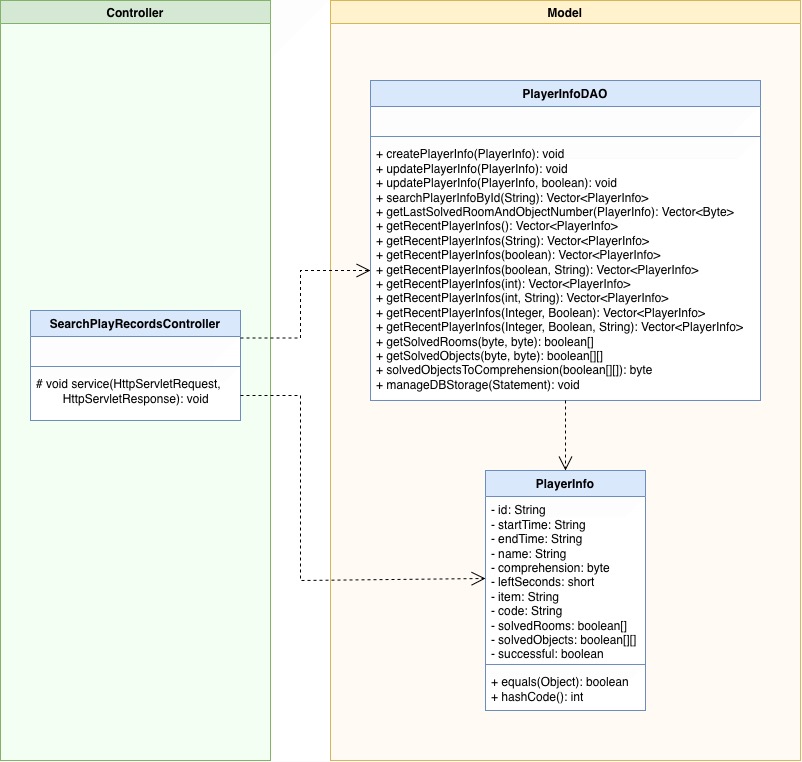 Controller
Model
PlayerInfoDAO
+ createPlayerInfo(PlayerInfo): void
+ updatePlayerInfo(PlayerInfo): void
+ updatePlayerInfo(PlayerInfo, boolean): void
+ searchPlayerInfoById(String): Vector<PlayerInfo>
+ getLastSolvedRoomAndObjectNumber(PlayerInfo): Vector<Byte>
+ getRecentPlayerInfos(): Vector<PlayerInfo>
+ getRecentPlayerInfos(String): Vector<PlayerInfo>
+ getRecentPlayerInfos(boolean): Vector<PlayerInfo>
+ getRecentPlayerInfos(boolean, String): Vector<PlayerInfo>
+ getRecentPlayerInfos(int): Vector<PlayerInfo>
+ getRecentPlayerInfos(int, String): Vector<PlayerInfo>
+ getRecentPlayerInfos(Integer, Boolean): Vector<PlayerInfo>
+ getRecentPlayerInfos(Integer, Boolean, String): Vector<PlayerInfo>
+ getSolvedRooms(byte, byte): boolean[]
+ getSolvedObjects(byte, byte): boolean[][]
+ solvedObjectsToComprehension(boolean[][]): byte
+ manageDBStorage(Statement): void
SearchPlayRecordsController
# void service(HttpServletRequest,
HttpServletResponse): void
PlayerInfo
- id: String
- startTime: String
- endTime: String
- name: String
- comprehension: byte
- leftSeconds: short
- item: String
- code: String
- solvedRooms: boolean[]
- solvedObjects: boolean[][]
- successful: boolean
+ equals(Object): boolean
+ hashCode(): int